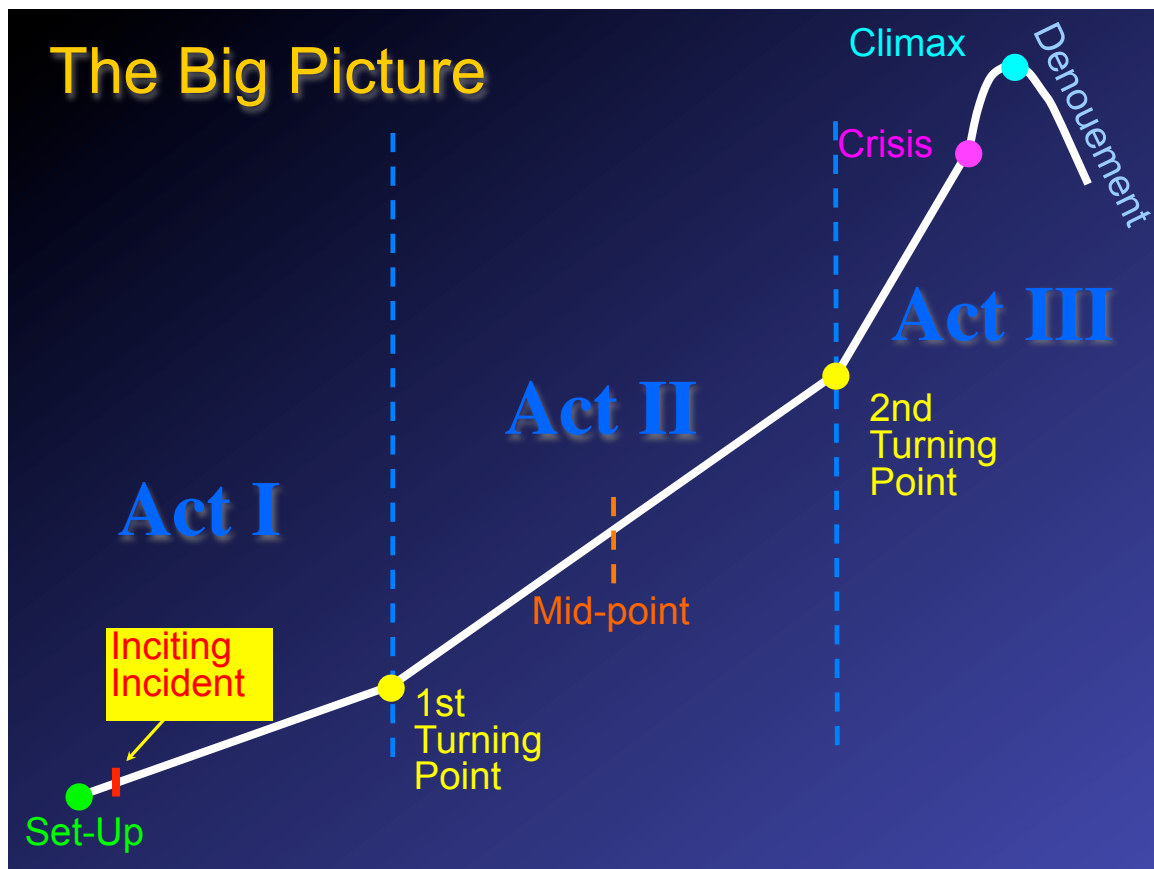 The Big Picture
Climax
Denouement
Crisis
Act III
Act II
2nd
Turning
Point
Act I
Mid-point
Inciting
Incident
1st
Turning
Point
Set-Up